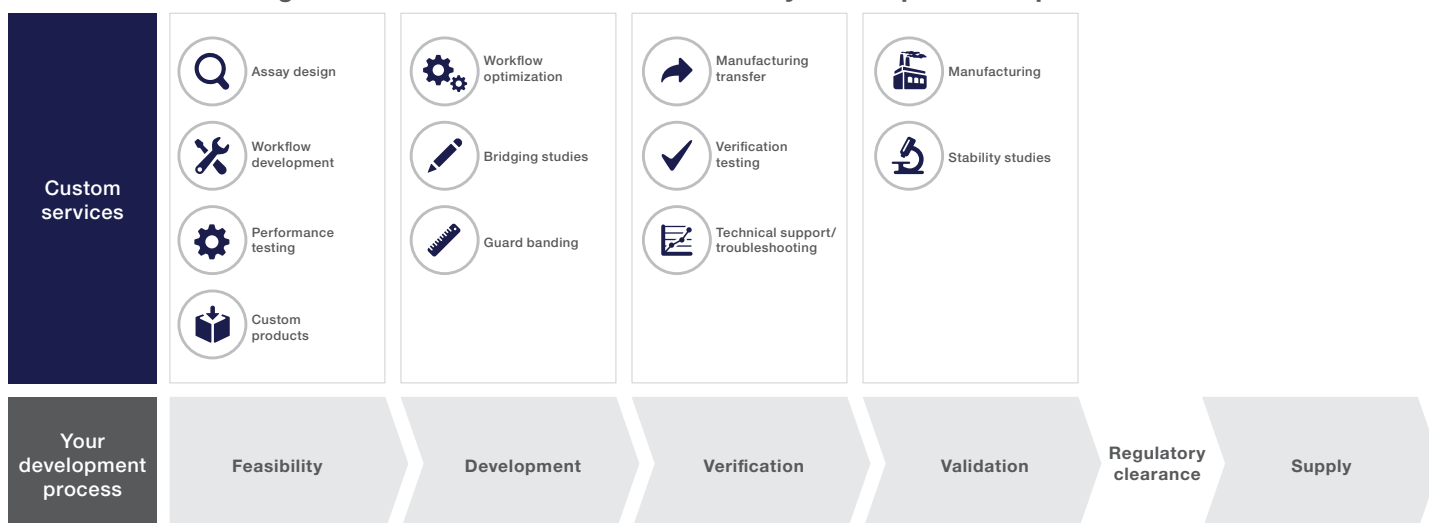 Custom
services
Assay design
Workflow
development
Performance
testing
Custom
products
Workflow
optimization
Bridging studies
Guard banding
Manufacturing
transfer
Verification
testing
Technical support/
troubleshooting
Manufacturing
Stability studies
Your
development
process
Feasibility
Development
Verification
Validation
Regulatory
clearance
Supply